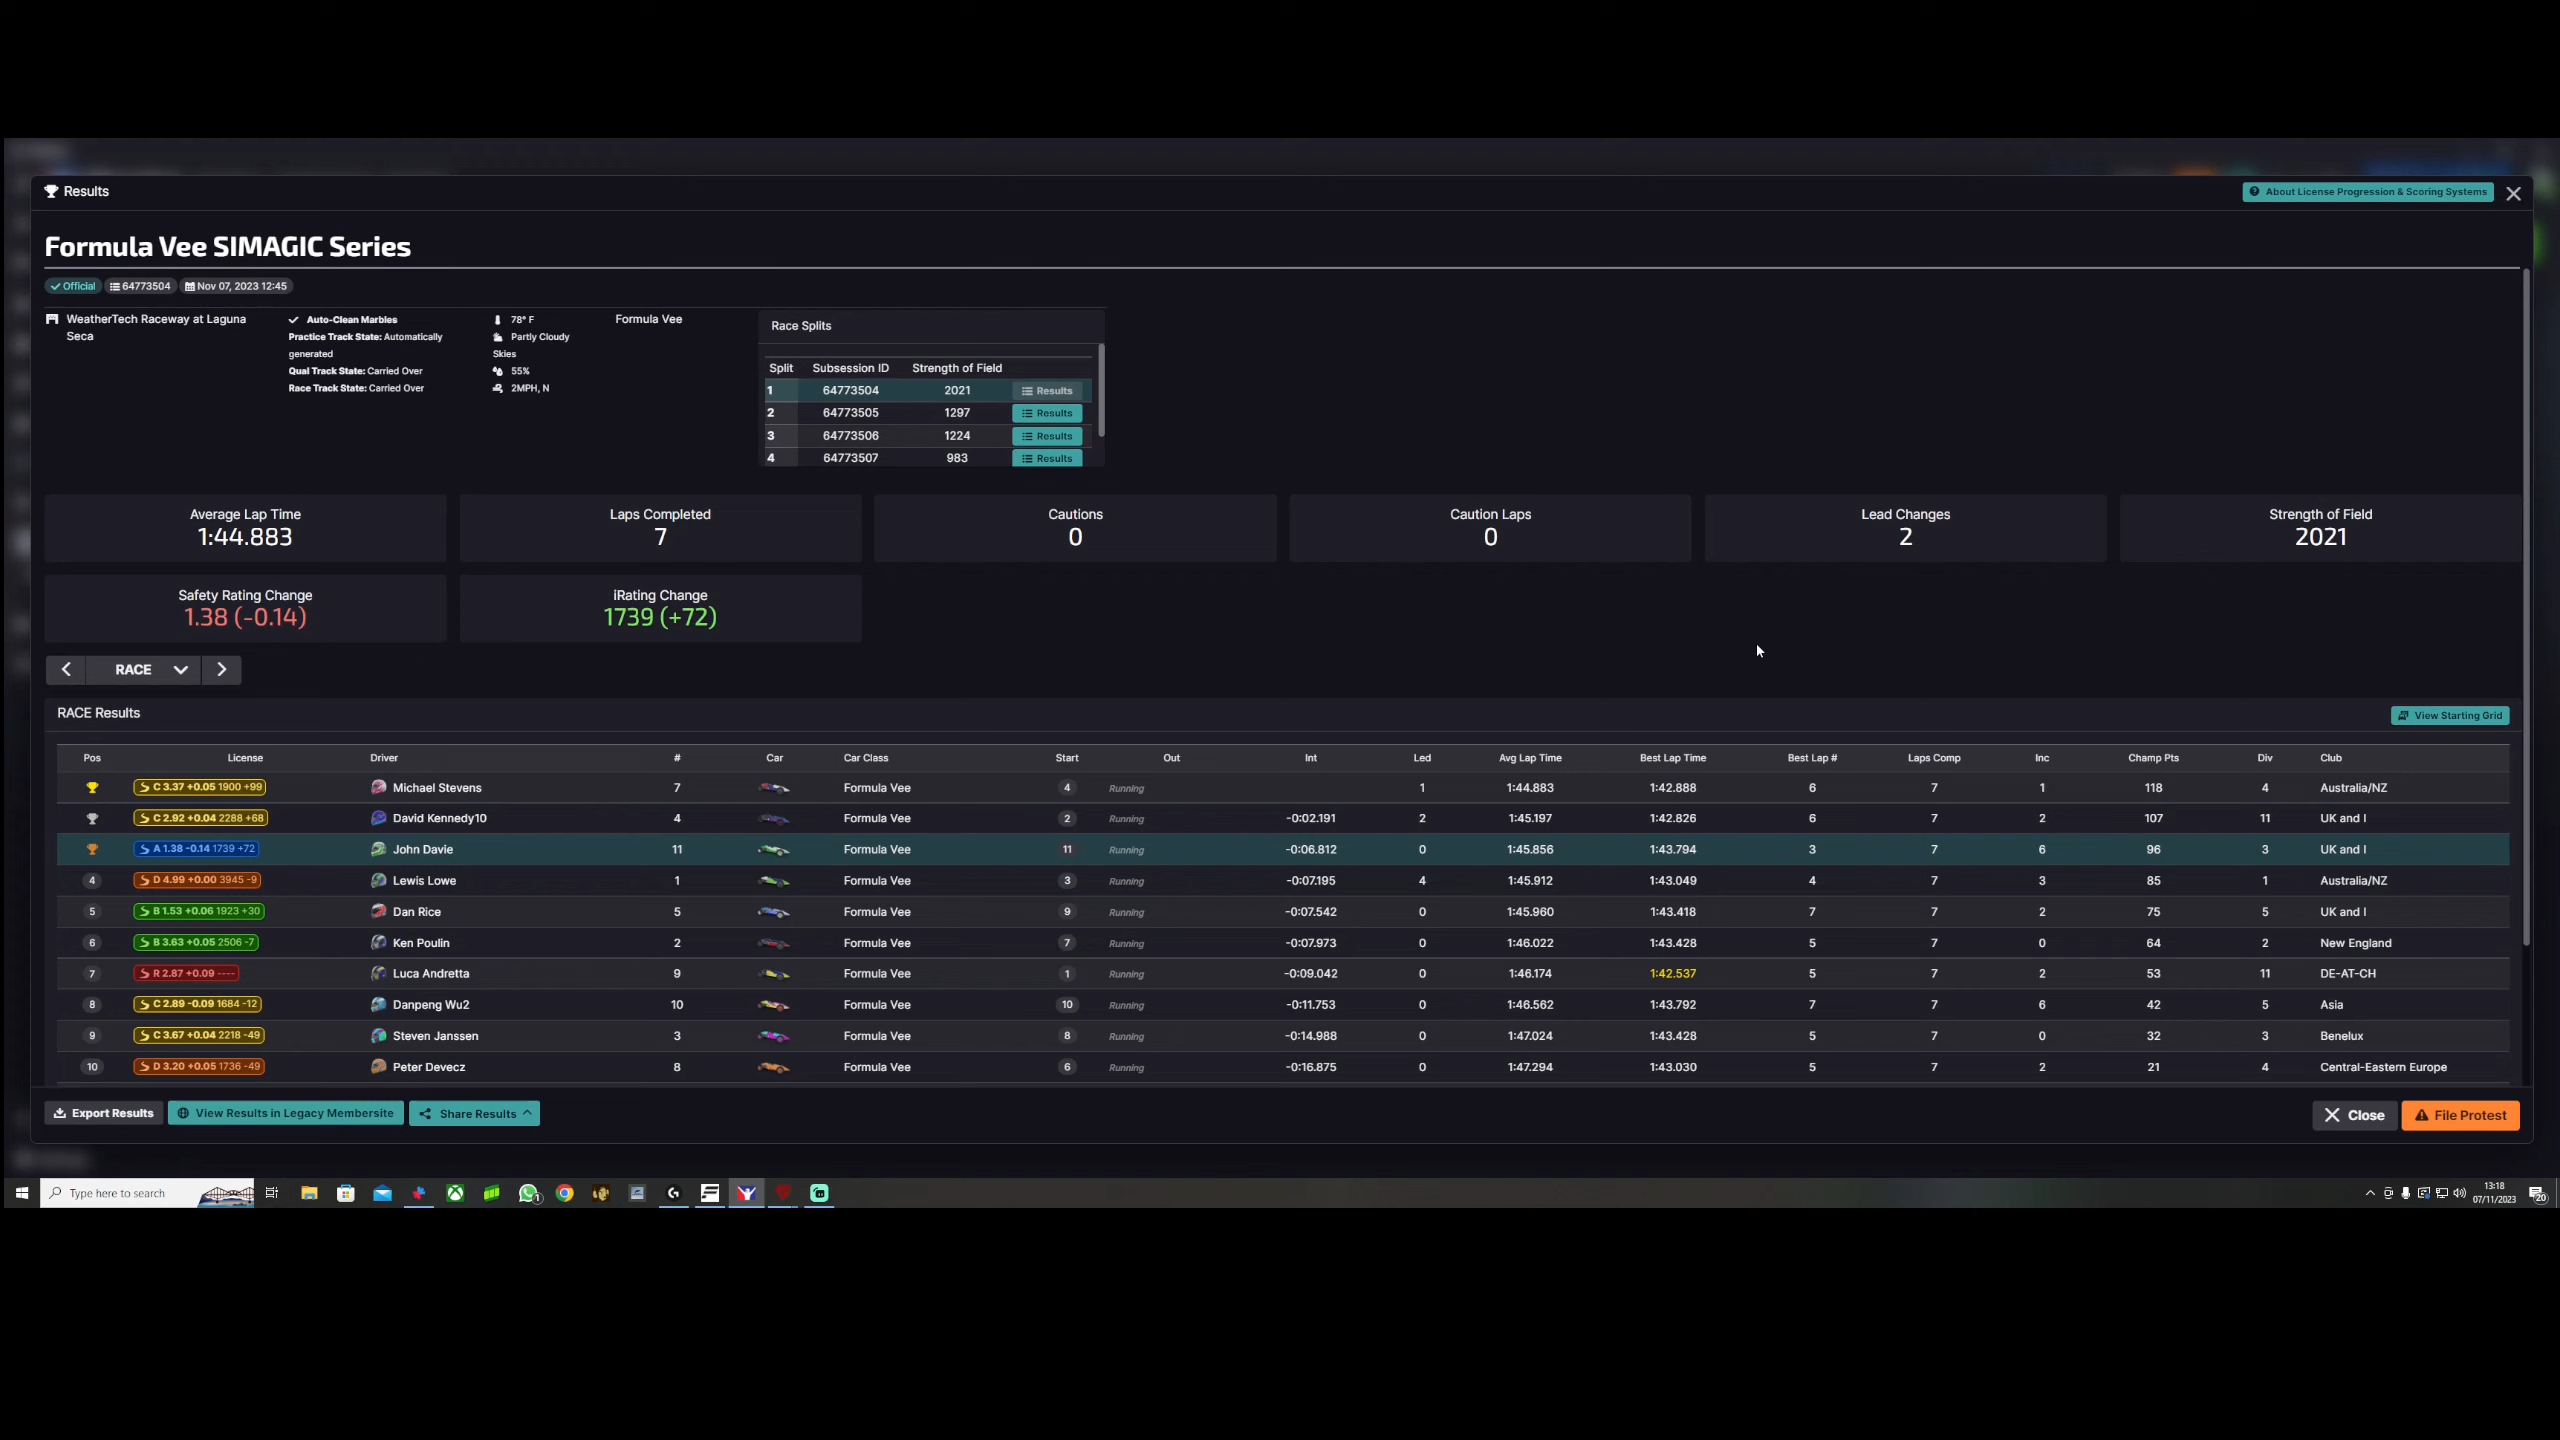 Results
About License Progression & Scoring Systems
Formula Vee SIMAGIC Series
Official 64773504 Nov 07, 2023 12:45
WeatherTech Raceway at Laguna Seca
Auto-Clean Marbles
Practice Track State: Automatically generated
Qual Track State: Carried Over
Race Track State: Carried Over
78° F
Partly Cloudy Skies
55%
2MPH, N
Formula Vee
Race Splits
Split Subsession ID Strength of Field
1 64773504 2021 Results
2 64773505 1297 Results
3 64773506 1224 Results
4 64773507 983 Results
Average Lap Time Laps Completed Cautions Caution Laps Lead Changes Strength of Field
1:44.883 7 0 0 2 2021
Safety Rating Change iRating Change
1.38 (-0.14) 1739 (+72)
RACE
RACE Results
View Starting Grid
Pos License Driver # Car Car Class Start Out Int Led Avg Lap Time Best Lap Time Best Lap # Laps Comp Inc Champ Pts Div Club
C 3.37 +0.05 1900 +99 Michael Stevens 7 Formula Vee 4 Running 1 1:44.883 1:42.888 6 7 1 118 4 Australia/NZ
C 2.92 +0.04 2288 +68 David Kennedy10 4 Formula Vee 2 Running -0:02.191 2 1:45.197 1:42.826 6 7 2 107 11 UK and I
A 1.38 -0.14 1739 +72 John Davie 11 Formula Vee 11 Running -0:06.812 0 1:45.856 1:43.794 3 7 6 96 3 UK and I
4 D 4.99 +0.00 3945 -9 Lewis Lowe 1 Formula Vee 3 Running -0:07.195 4 1:45.912 1:43.049 4 7 3 85 1 Australia/NZ
5 B 1.53 +0.06 1923 +30 Dan Rice 5 Formula Vee 9 Running -0:07.542 0 1:45.960 1:43.418 7 7 2 75 5 UK and I
6 B 3.63 +0.05 2506 -7 Ken Poulin 2 Formula Vee 7 Running -0:07.973 0 1:46.022 1:43.428 5 7 0 64 2 New England
7 R 2.87 +0.09 ---- Luca Andretta 9 Formula Vee 1 Running -0:09.042 0 1:46.174 1:42.537 5 7 2 53 11 DE-AT-CH
8 C 2.89 -0.09 1684 -12 Danpeng Wu2 10 Formula Vee 10 Running -0:11.753 0 1:46.562 1:43.792 7 7 6 42 5 Asia
9 C 3.67 +0.04 2218 -49 Steven Janssen 3 Formula Vee 8 Running -0:14.988 0 1:47.024 1:43.428 5 7 0 32 3 Benelux
10 D 3.20 +0.05 1736 -49 Peter Devecz 8 Formula Vee 6 Running -0:16.875 0 1:47.294 1:43.030 5 7 2 21 4 Central-Eastern Europe
Export Results View Results in Legacy Membersite Share Results Close File Protest
Type here to search
13:18
07/11/2023
20